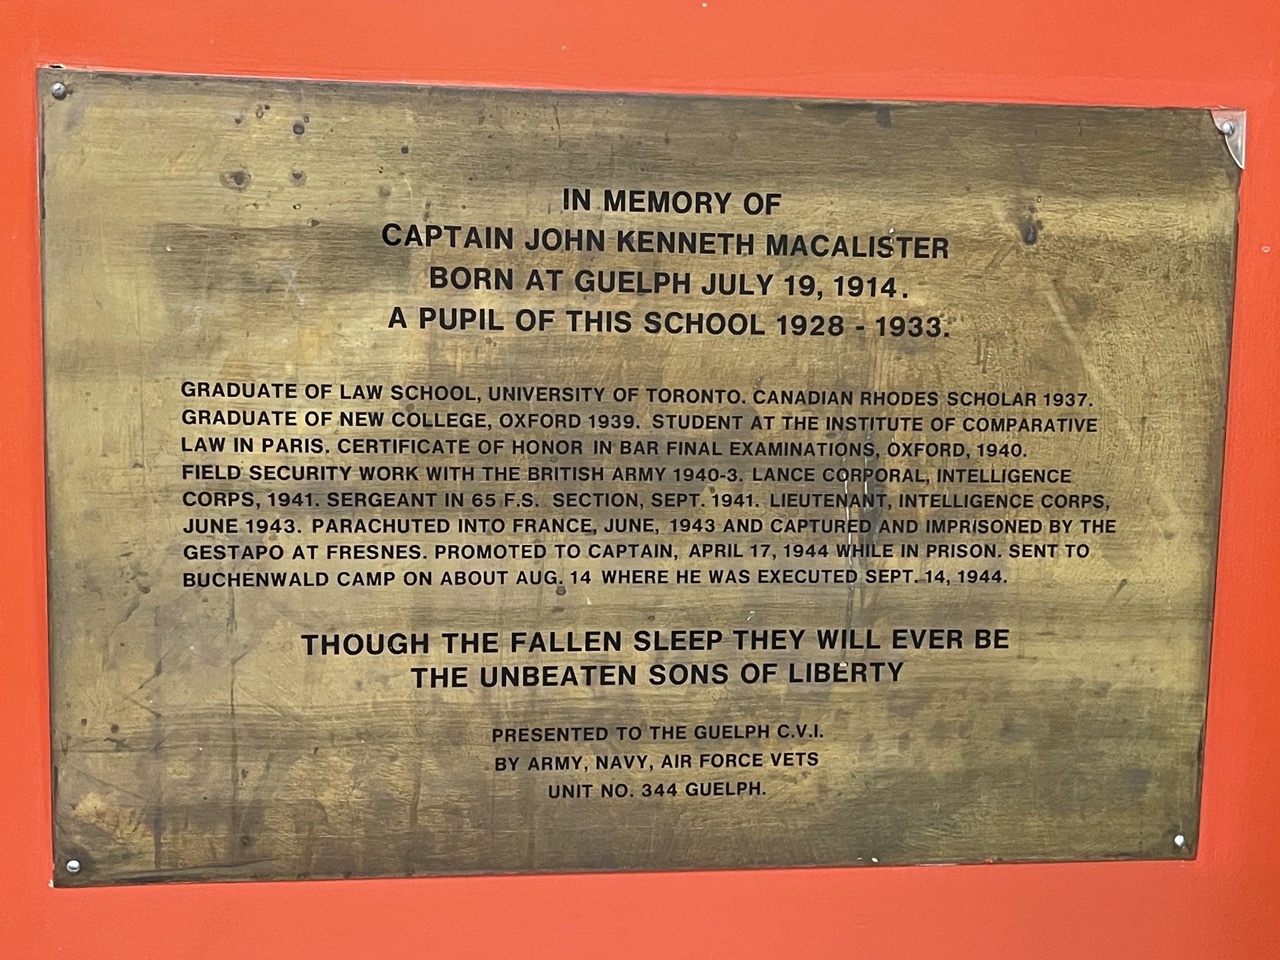 IN MEMORY OF
CAPTAIN JOHN KENNETH MACALISTER
BORN AT GUELPH JULY 19, 1914.
A PUPIL OF THIS SCHOOL 1928 - 1933.
GRADUATE OF LAW SCHOOL, UNIVERSITY OF TORONTO. CANADIAN RHODES SCHOLAR 1937.
GRADUATE OF NEW COLLEGE, OXFORD 1939. STUDENT AT THE INSTITUTE OF COMPARATIVE
LAW IN PARIS. CERTIFICATE OF HONOR IN BAR FINAL EXAMINATIONS, OXFORD, 1940.
FIELD SECURITY WORK WITH THE BRITISH ARMY 1940-3. LANCE CORPORAL, INTELLIGENCE
CORPS, 1941. SERGEANT IN 65 F.S. SECTION, SEPT. 1941. LIEUTENANT, INTELLIGENCE CORPS,
JUNE 1943. PARACHUTED INTO FRANCE, JUNE, 1943 AND CAPTURED AND IMPRISONED BY THE
GESTAPO AT FRESNES. PROMOTED TO CAPTAIN, APRIL 17, 1944 WHILE IN PRISON. SENT TO
BUCHENWALD CAMP ON ABOUT AUG. 14 WHERE HE WAS EXECUTED SEPT. 14, 1944.
THOUGH THE FALLEN SLEEP THEY WILL EVER BE
THE UNBEATEN SONS OF LIBERTY
PRESENTED TO THE GUELPH C.V.I.
BY ARMY, NAVY, AIR FORCE VETS
UNIT NO. 344 GUELPH.